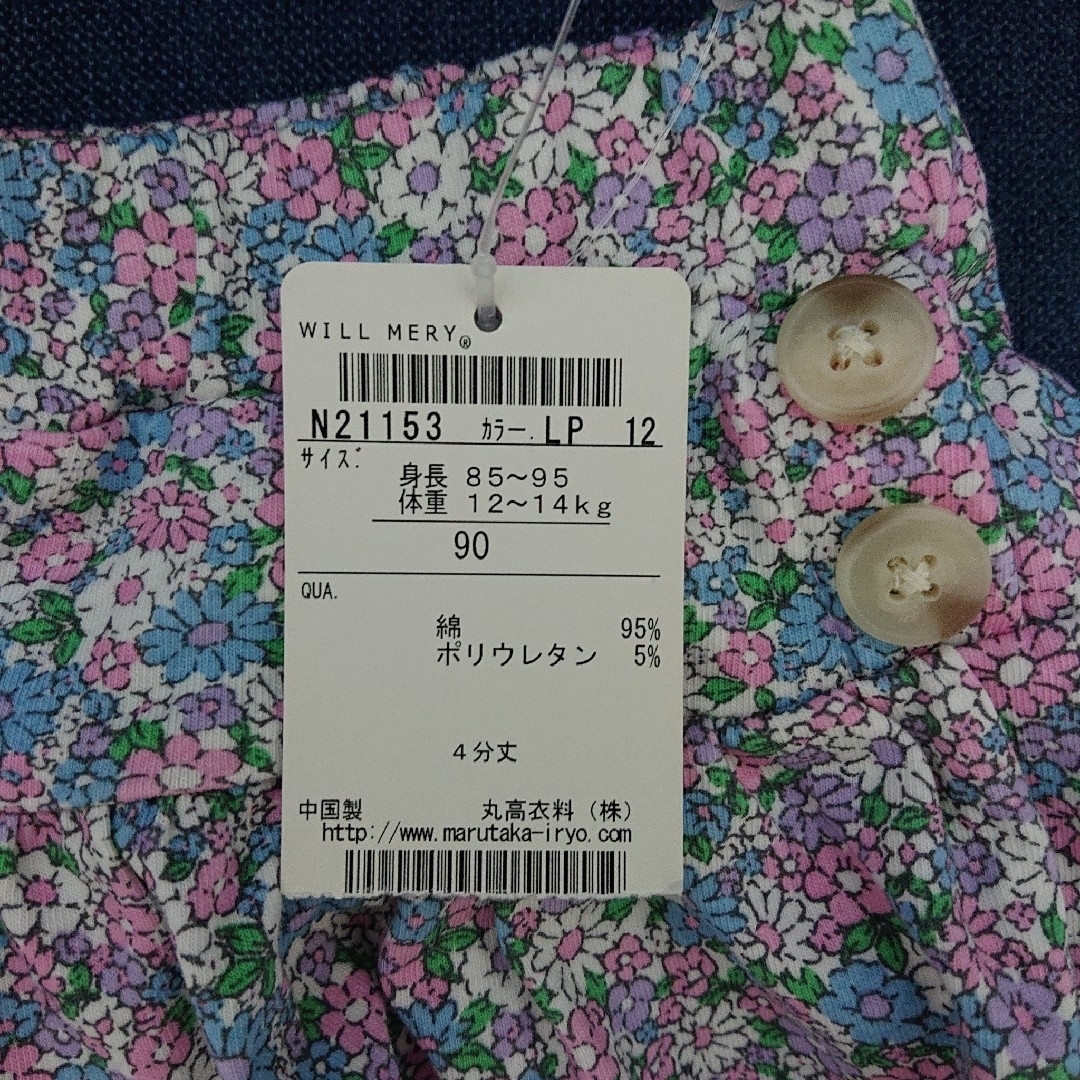 WILL MERY®
N21153 カラー. LP 12
サイズ:
身長 85～95
体重 12～14kg
90
QUA.
綿 95%
ポリウレタン 5%
4分丈
中国製 丸高衣料（株）
http://www.marutaka-iryo.com